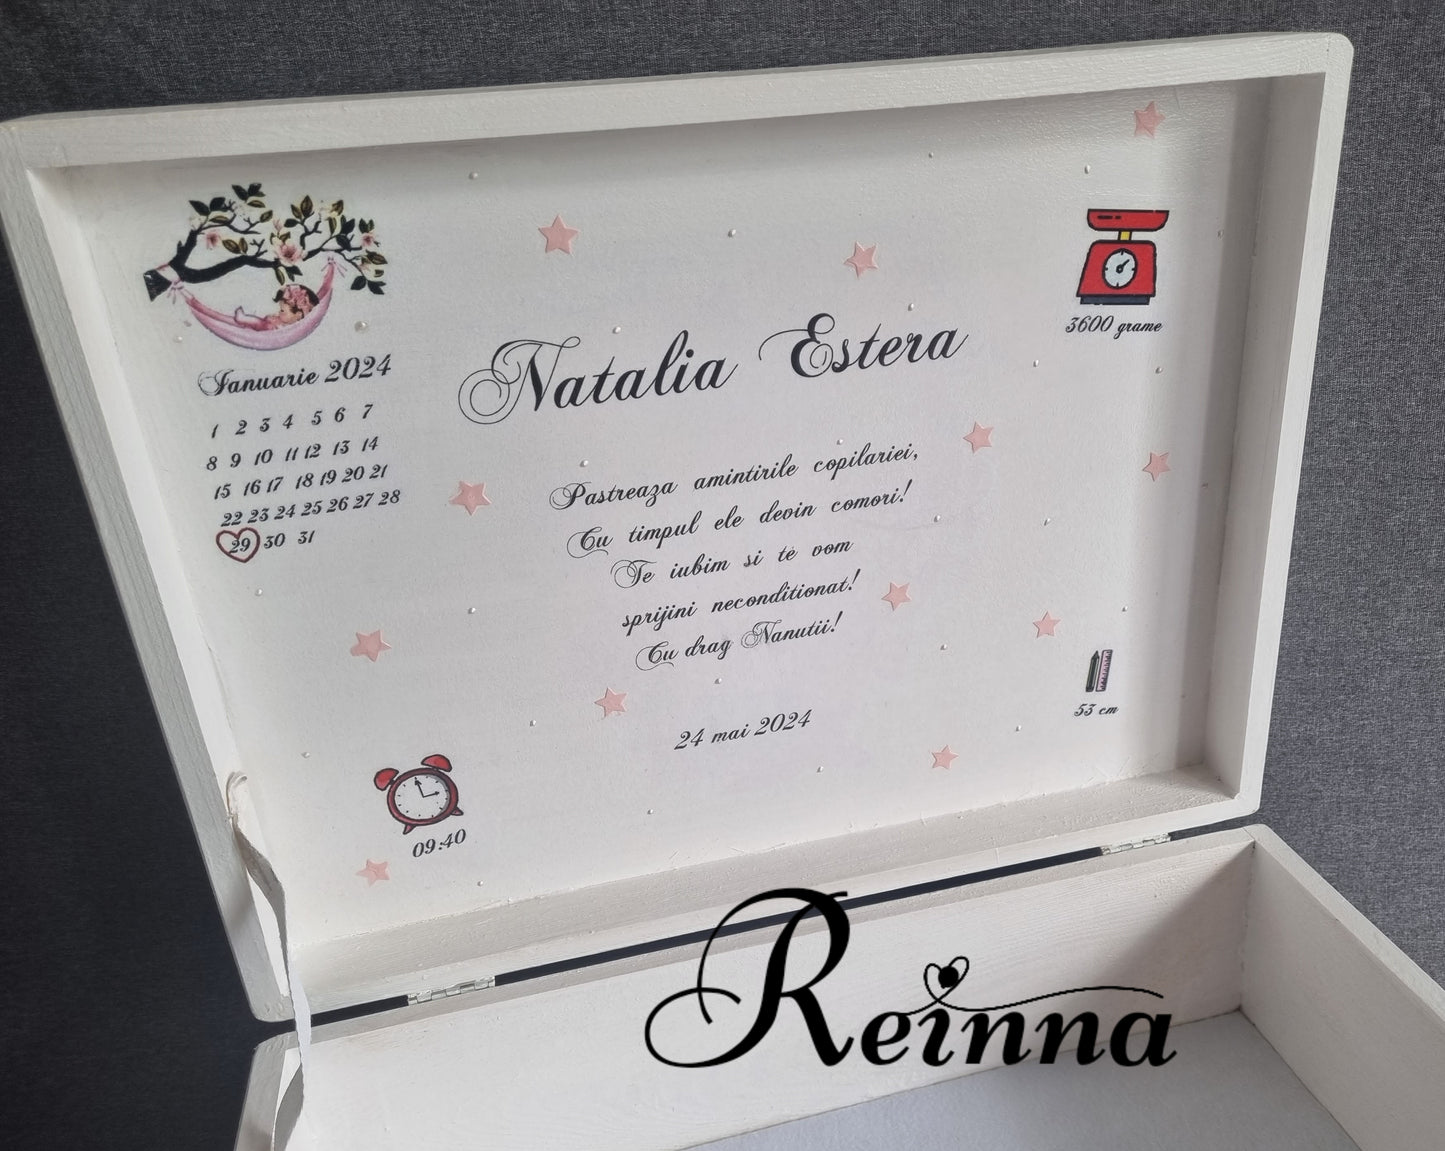 Ianuarie 2024
1 2 3 4 5 6 7
8 9 10 11 12 13 14
15 16 17 18 19 20 21
22 23 24 25 26 27 28
29 30 31
3600 grame
Natalia Estera
Pastreaza amintirile copilariei,
Cu timpul ele devin comori!
Te iubim si te vom
sprijini neconditionat!
Cu drag Nanutii!
24 mai 2024
53 cm
09:40
Reinna